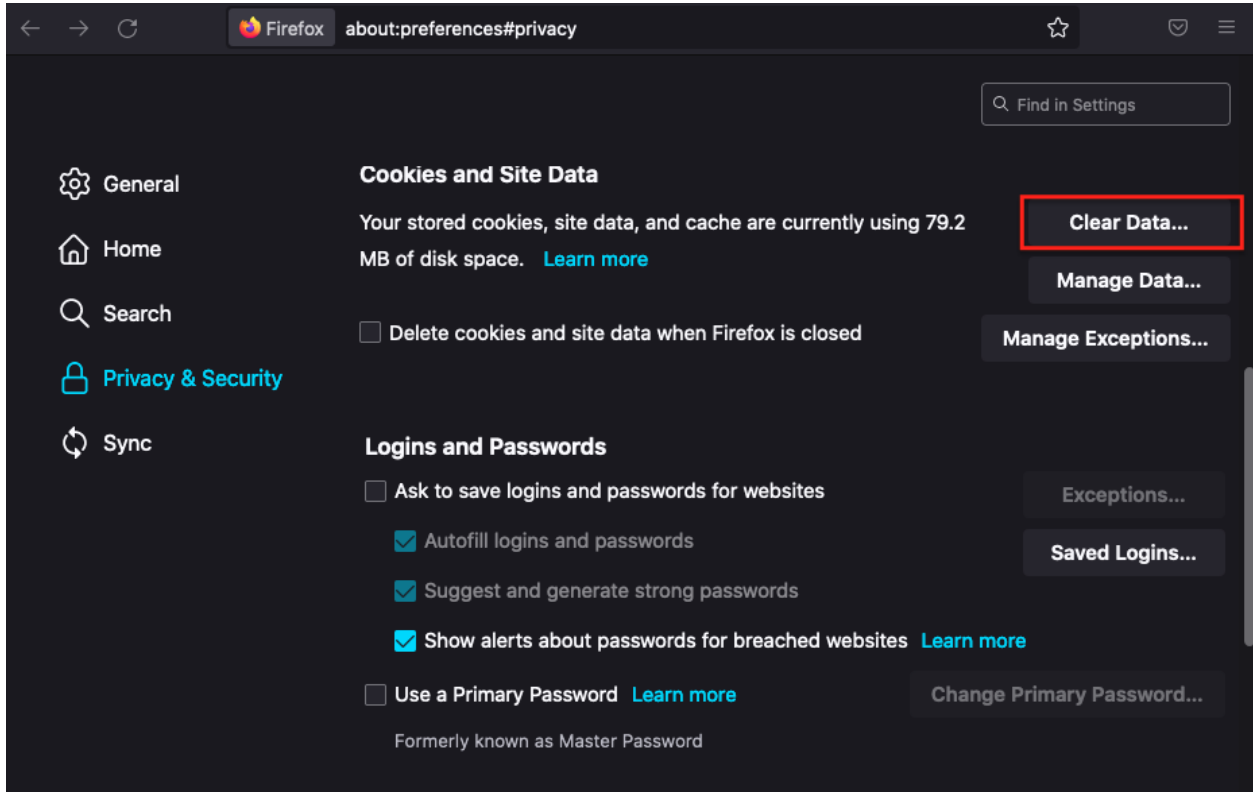 Firefox about:preferences#privacy
Find in Settings
General
Home
Search
Privacy & Security
Sync
Cookies and Site Data
Your stored cookies, site data, and cache are currently using 79.2
MB of disk space. Learn more
Clear Data...
Manage Data...
Delete cookies and site data when Firefox is closed
Manage Exceptions...
Logins and Passwords
Ask to save logins and passwords for websites
Exceptions...
Autofill logins and passwords
Saved Logins...
Suggest and generate strong passwords
Show alerts about passwords for breached websites Learn more
Use a Primary Password Learn more
Change Primary Password...
Formerly known as Master Password